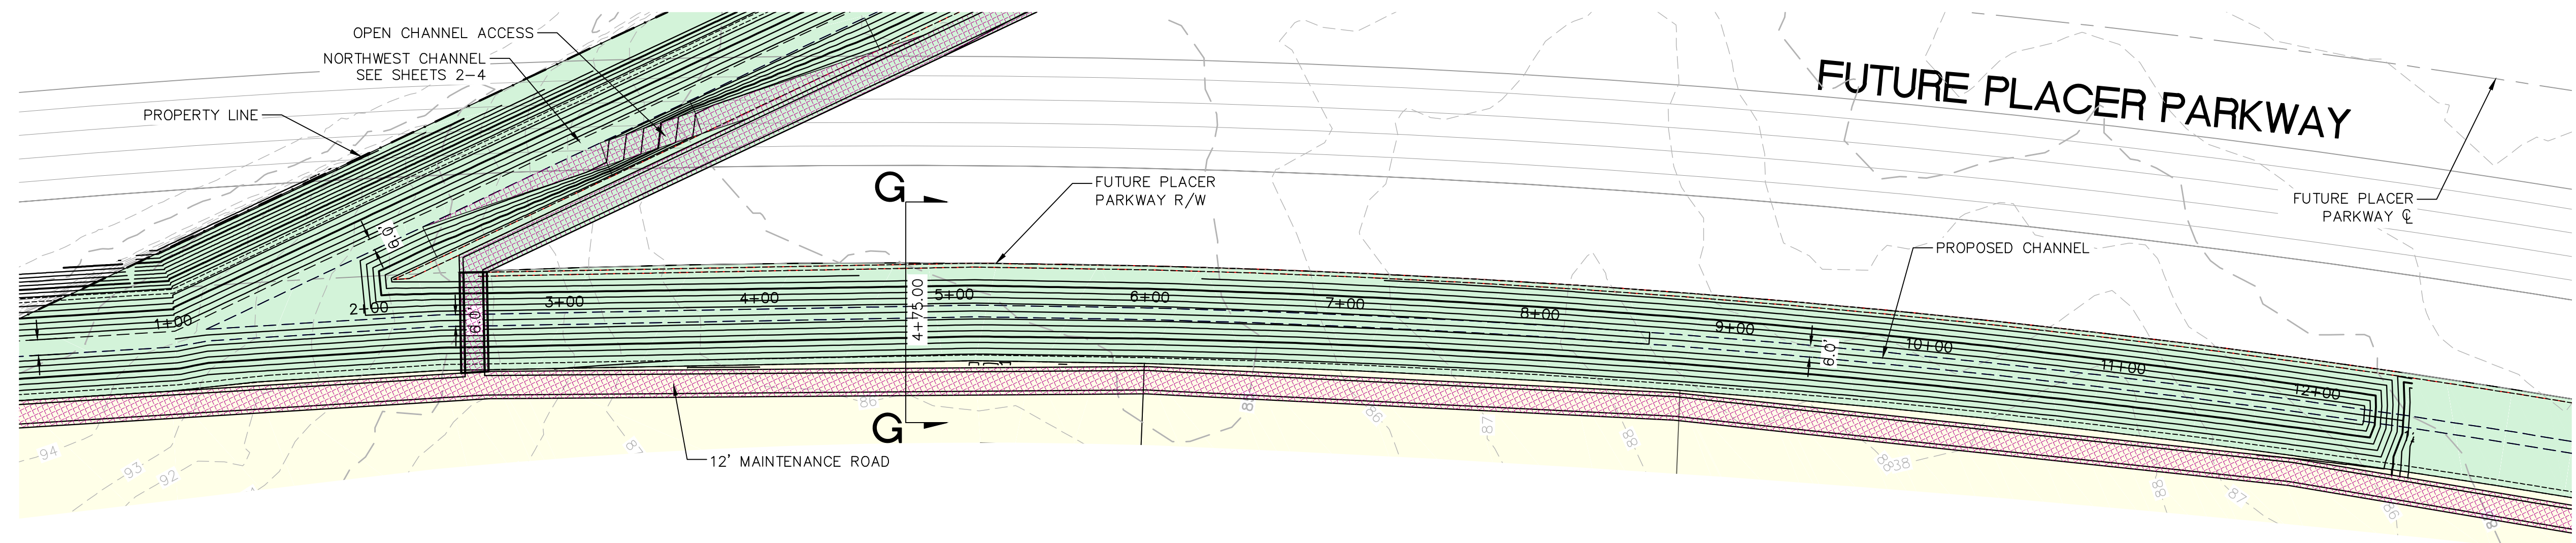 OPEN CHANNEL ACCESS
NORTHWEST CHANNEL
SEE SHEETS 2-4
PROPERTY LINE
FUTURE PLACER PARKWAY
FUTURE PLACER
PARKWAY ℄
G
FUTURE PLACER
PARKWAY R/W
PROPOSED CHANNEL
6.0'
1+00
2+00
16.0'
3+00
4+00
4+75.00
5+00
6+00
7+00
8+00
9+00
6.0'
10+00
11+00
12+00
G
12' MAINTENANCE ROAD
94
93
92
87
86
86
87
88
88
87
86